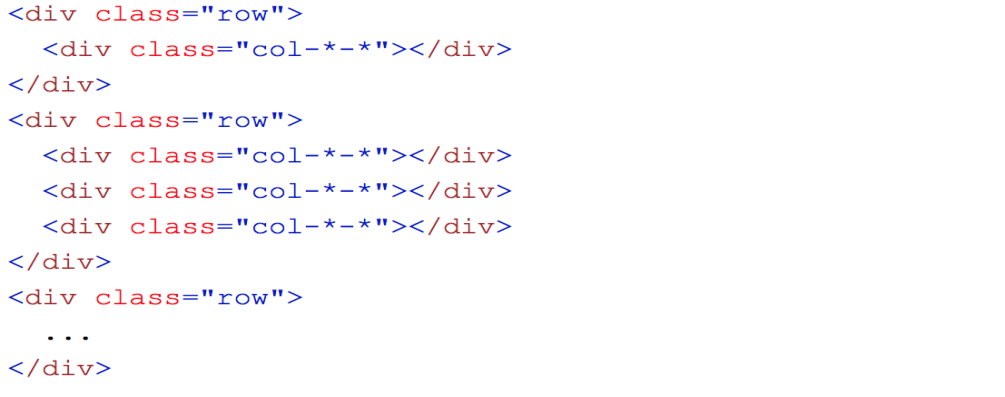 <div class="row">
  <div class="col-*-*"></div>
</div>
<div class="row">
  <div class="col-*-*"></div>
  <div class="col-*-*"></div>
  <div class="col-*-*"></div>
</div>
<div class="row">
  ...
</div>